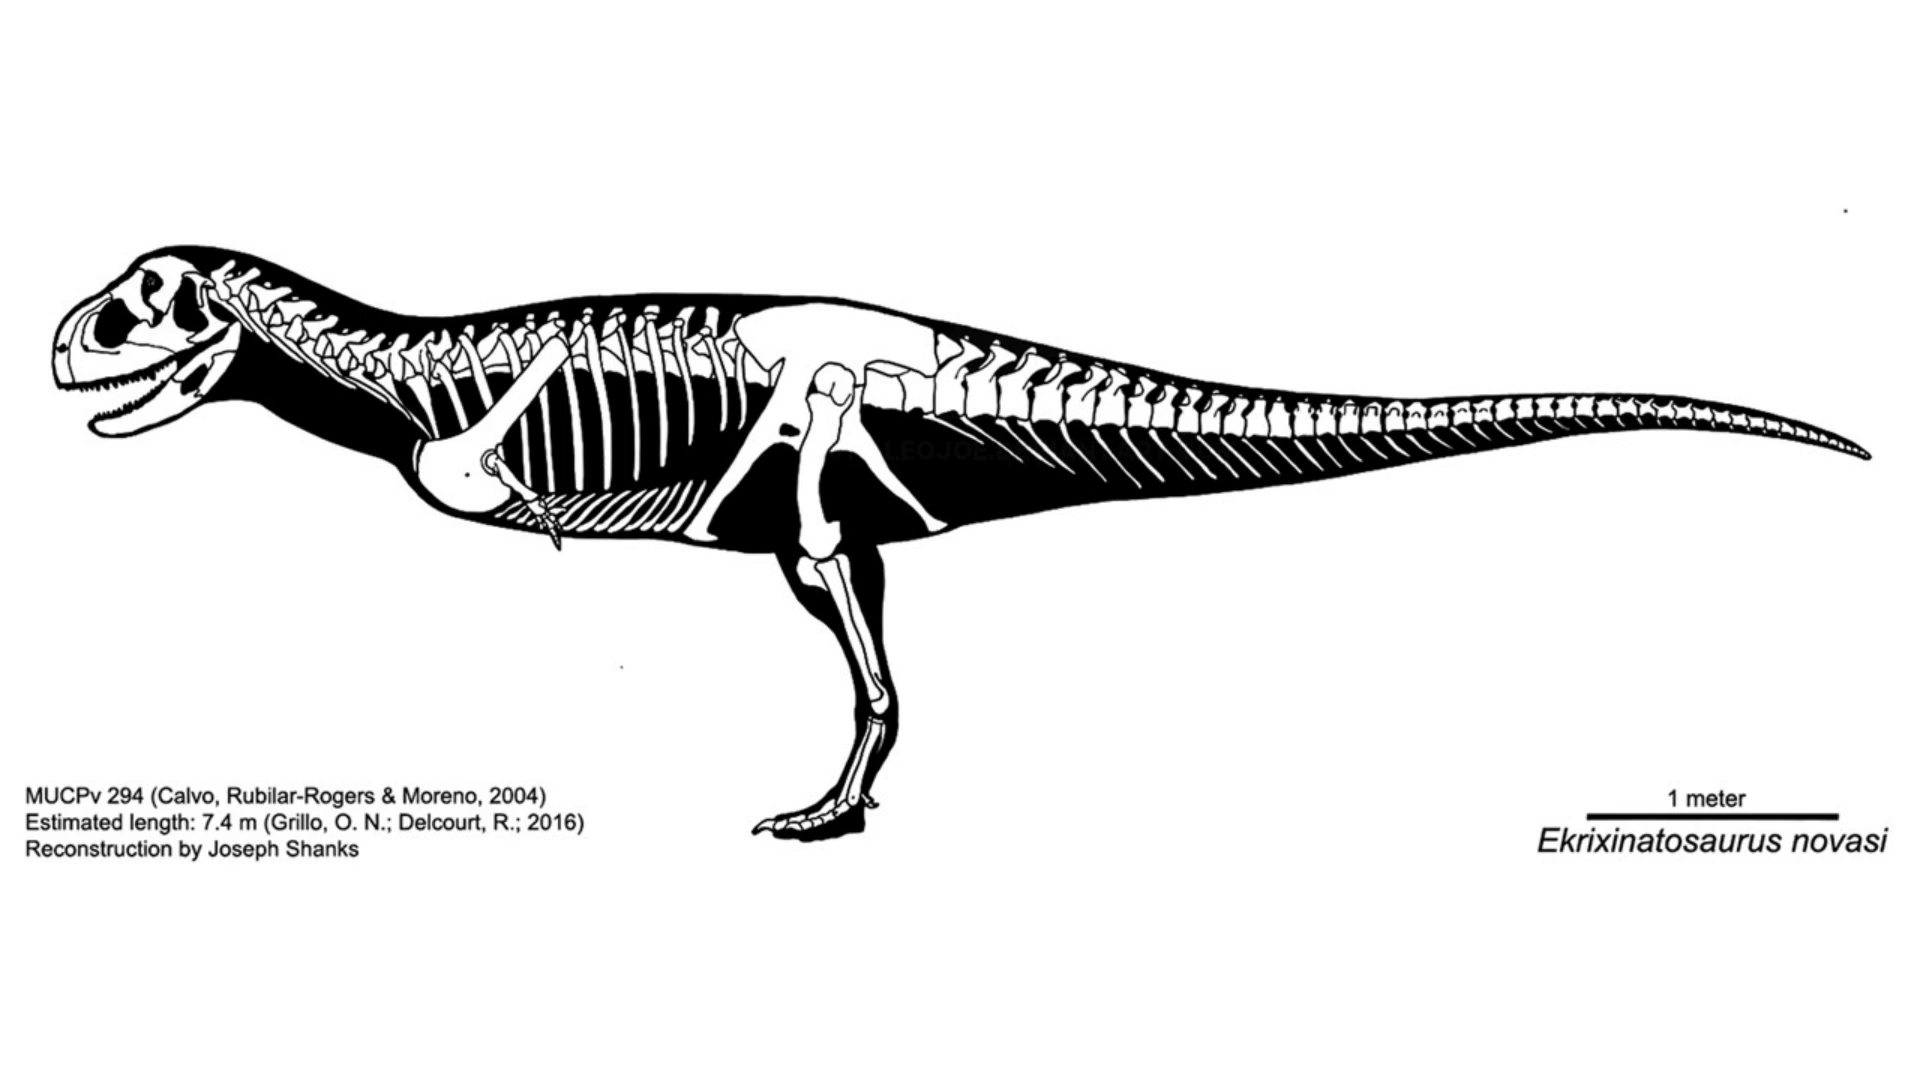 MUCPv 294 (Calvo, Rubilar-Rogers & Moreno, 2004)
Estimated length: 7.4 m (Grillo, O. N.; Delcourt, R.; 2016)
Reconstruction by Joseph Shanks
1 meter
Ekrixinatosaurus novasi